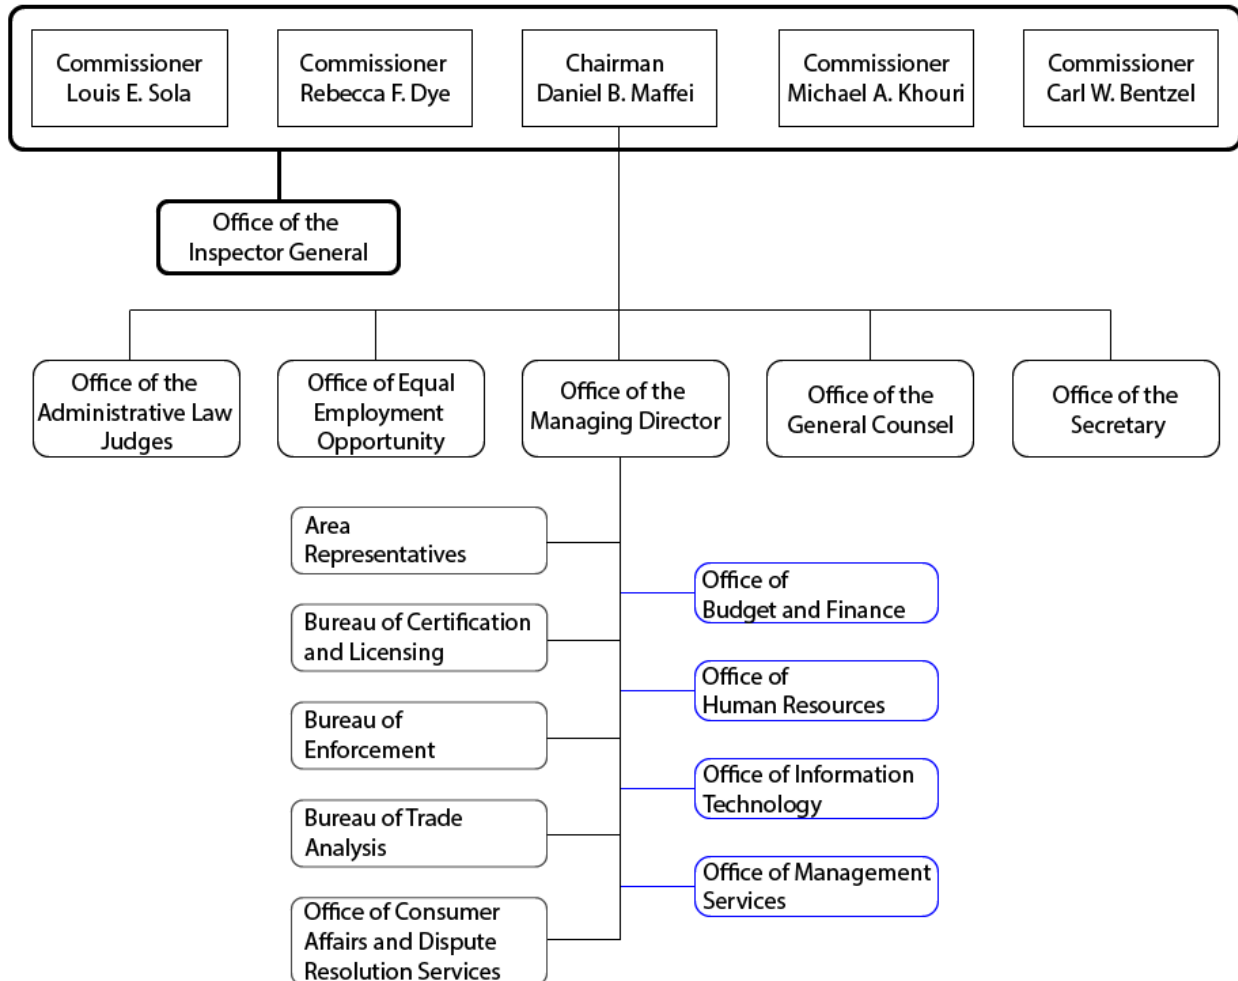 Commissioner
Louis E. Sola
Commissioner
Rebecca F. Dye
Chairman
Daniel B. Maffei
Commissioner
Michael A. Khouri
Commissioner
Carl W. Bentzel
Office of the
Inspector General
Office of the
Administrative Law
Judges
Office of Equal
Employment
Opportunity
Office of the
Managing Director
Office of the
General Counsel
Office of the
Secretary
Area
Representatives
Bureau of Certification
and Licensing
Bureau of
Enforcement
Bureau of Trade
Analysis
Office of Consumer
Affairs and Dispute
Resolution Services
Office of
Budget and Finance
Office of
Human Resources
Office of Information
Technology
Office of Management
Services